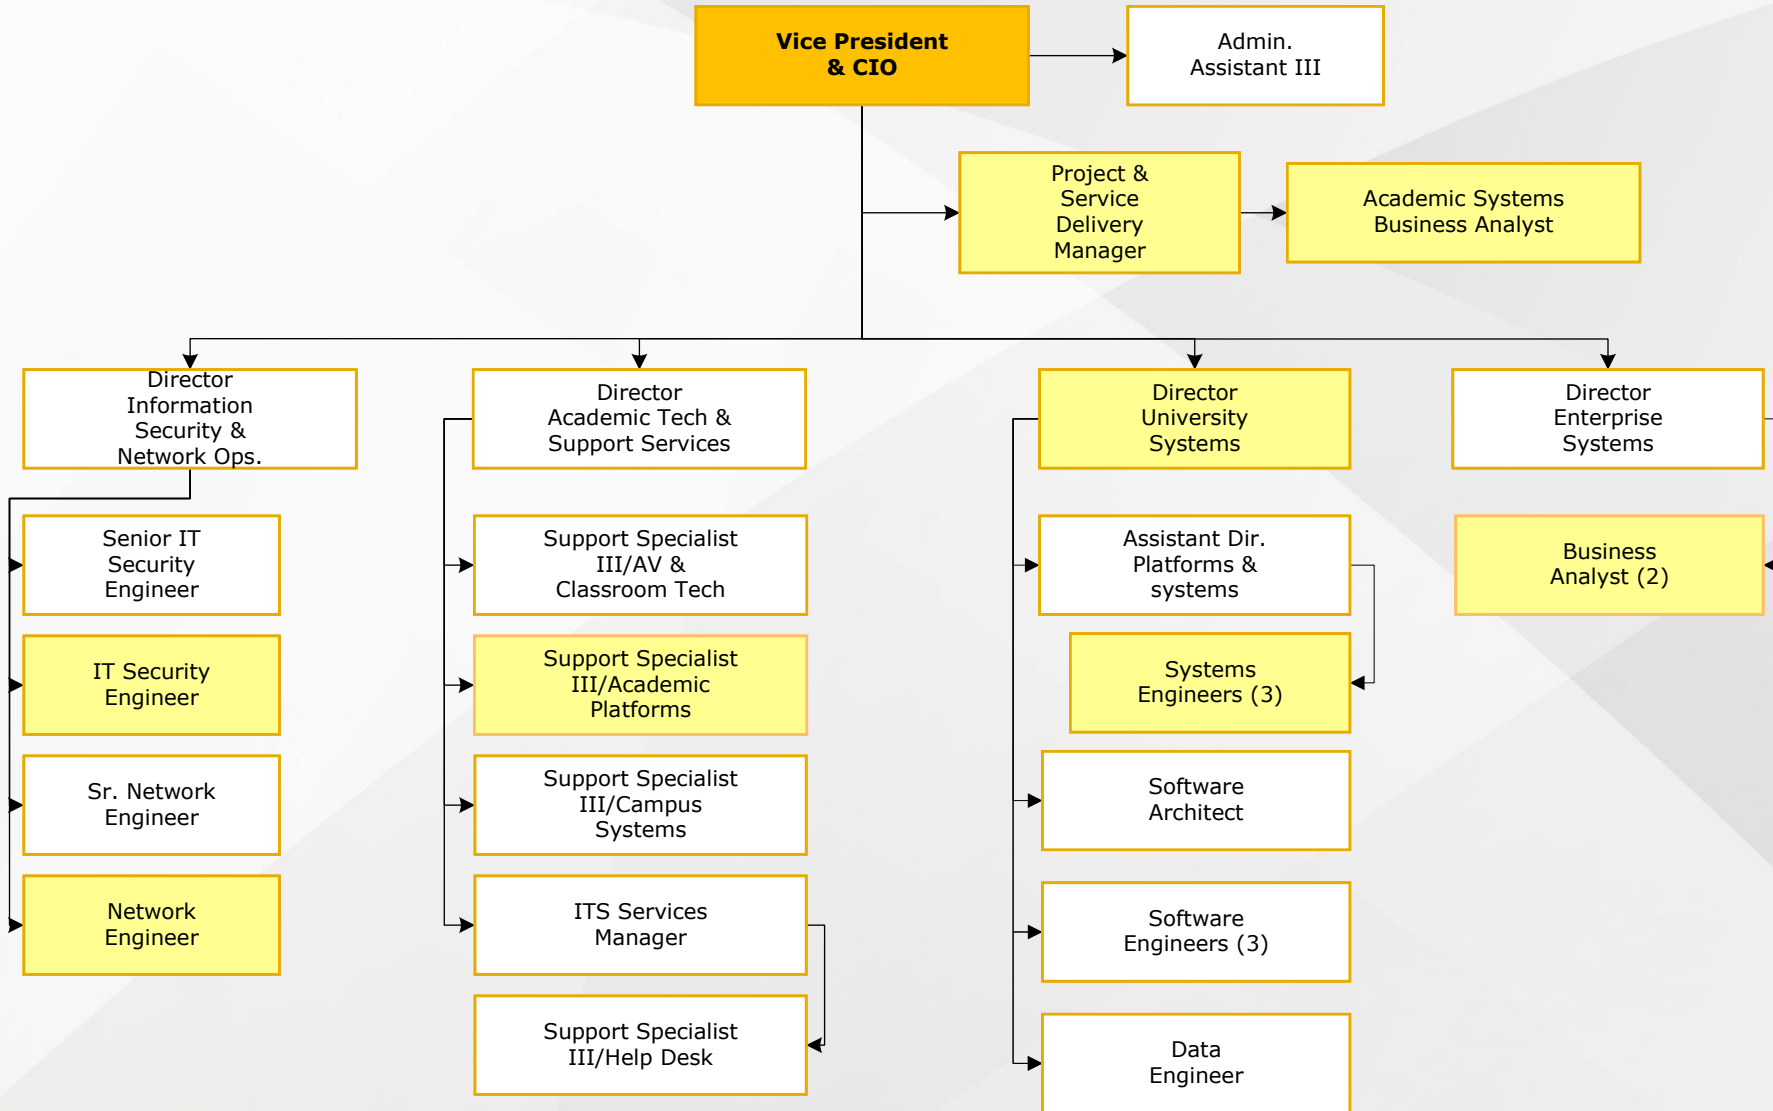 Vice President
& CIO
Admin.
Assistant III
Project &
Service
Delivery
Manager
Academic Systems
Business Analyst
Director
Information
Security &
Network Ops.
Director
Academic Tech &
Support Services
Director
University
Systems
Director
Enterprise
Systems
Senior IT
Security
Engineer
IT Security
Engineer
Sr. Network
Engineer
Network
Engineer
Support Specialist
III/AV &
Classroom Tech
Support Specialist
III/Academic
Platforms
Support Specialist
III/Campus
Systems
ITS Services
Manager
Support Specialist
III/Help Desk
Assistant Dir.
Platforms &
systems
Systems
Engineers (3)
Software
Architect
Software
Engineers (3)
Data
Engineer
Business
Analyst (2)